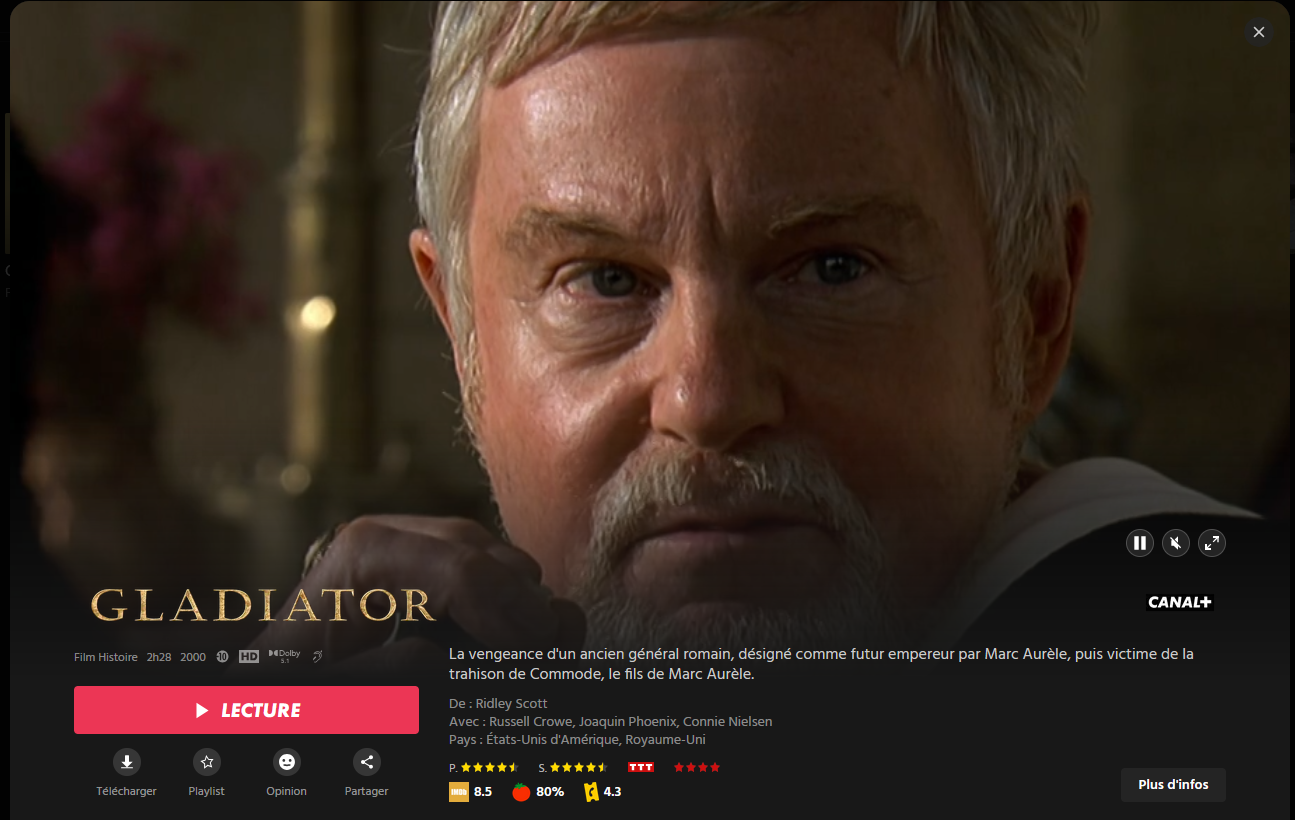 GLADIATOR
CANAL+
Film Histoire 2h28 2000 -10 HD Dolby 5.1
La vengeance d'un ancien général romain, désigné comme futur empereur par Marc Aurèle, puis victime de la
trahison de Commode, le fils de Marc Aurèle.
LECTURE
De : Ridley Scott
Avec : Russell Crowe, Joaquin Phoenix, Connie Nielsen
Pays : États-Unis d'Amérique, Royaume-Uni
P. S. TTT
IMDb 8.5 80% 4.3
Télécharger Playlist Opinion Partager
Plus d'infos